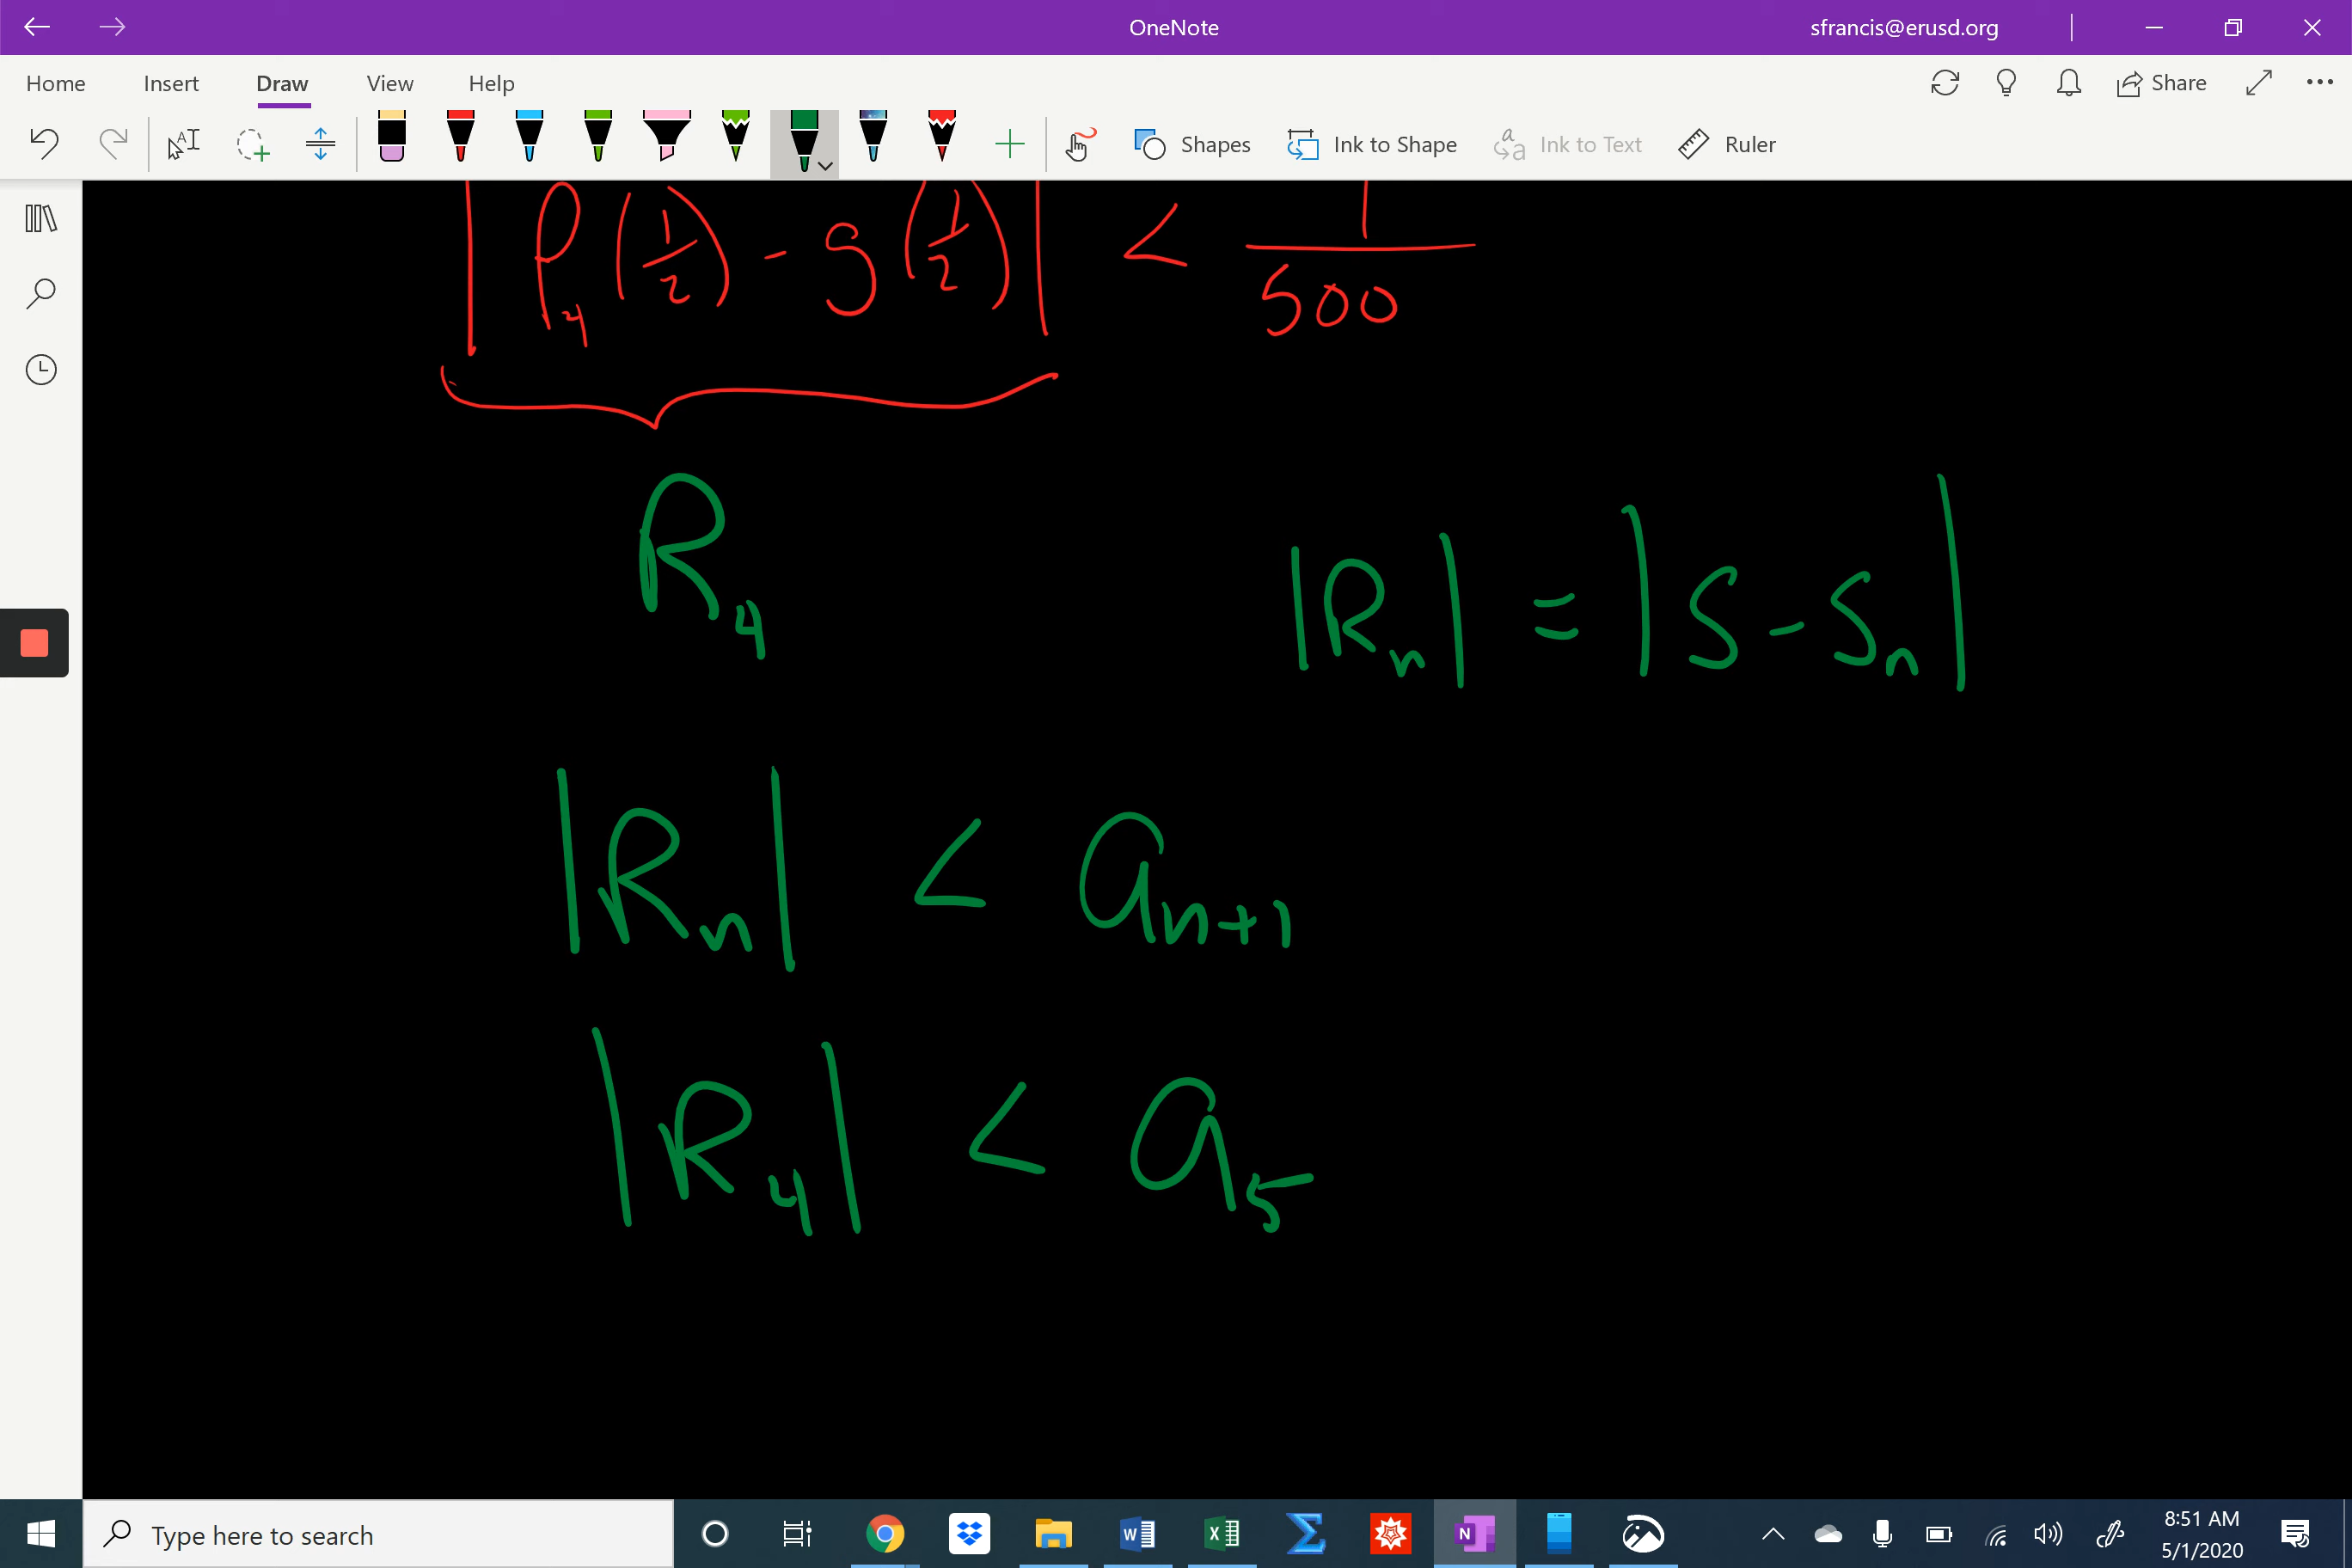 OneNote
sfrancis@erusd.org
Home Insert Draw View Help
Share
Shapes Ink to Shape Ink to Text Ruler
|P₄(1/2) - g(1/2)| < 1/500
R₄
|Rₙ| = |S - Sₙ|
|Rₙ| < aₙ₊₁
|R₄| < a₅
Type here to search
8:51 AM
5/1/2020